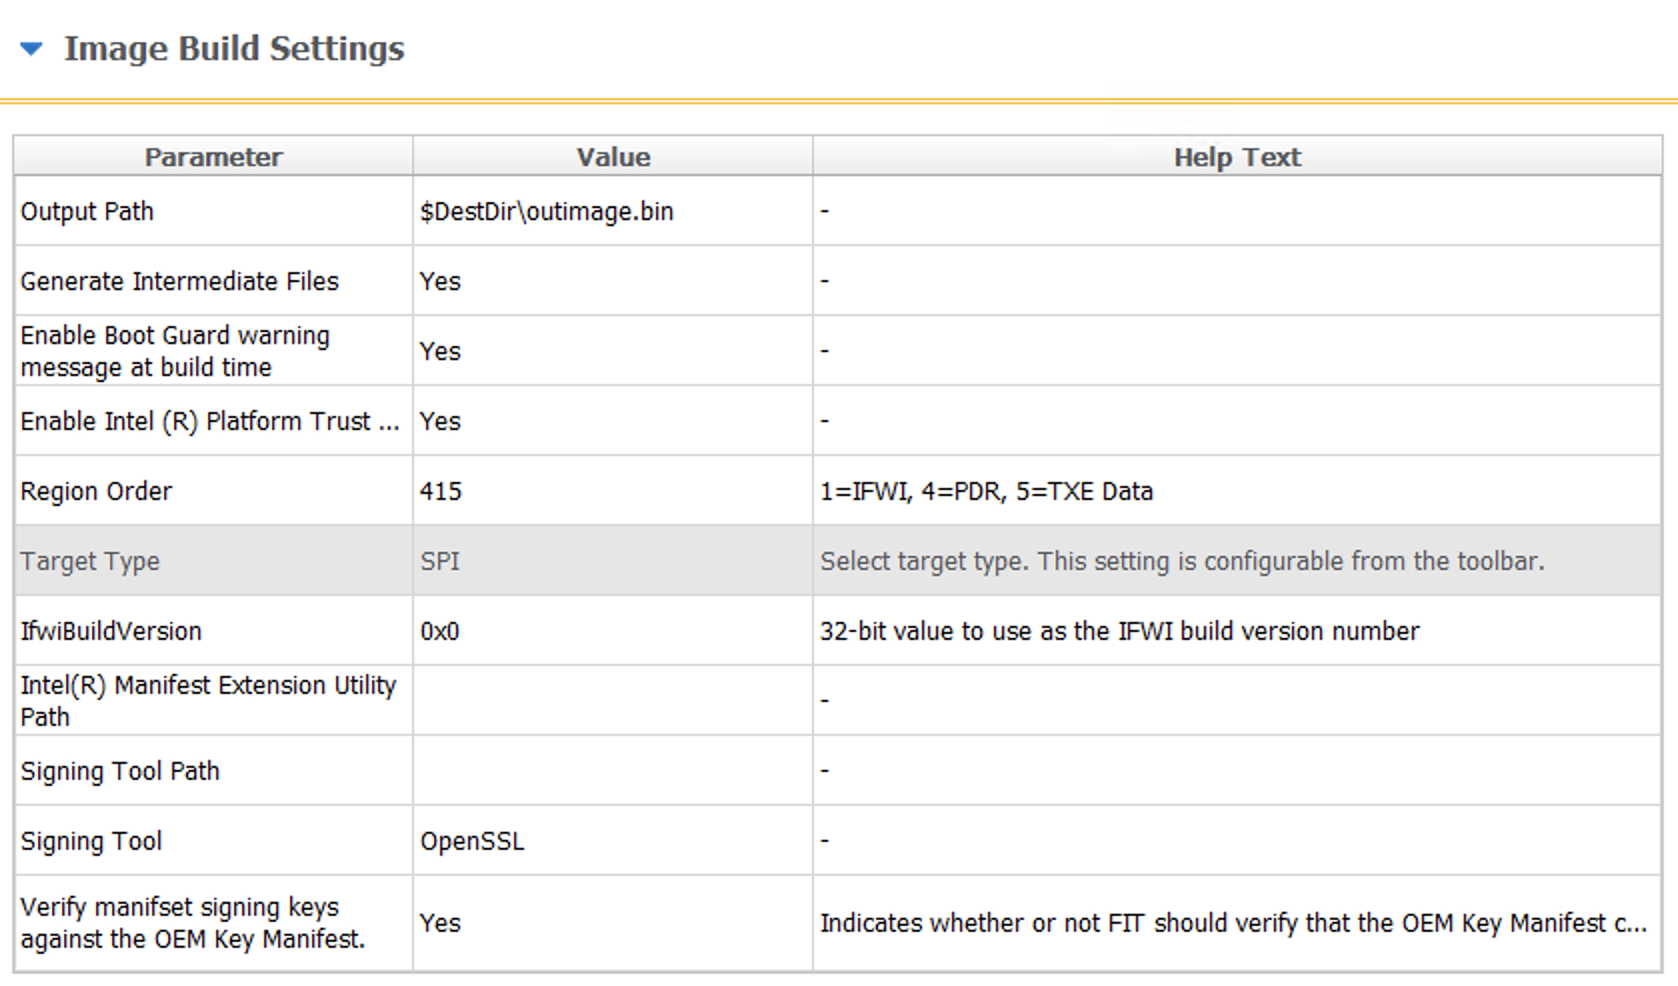 Image Build Settings
Parameter Value Help Text
Output Path $DestDir\outimage.bin -
Generate Intermediate Files Yes -
Enable Boot Guard warning
message at build time Yes -
Enable Intel (R) Platform Trust ... Yes -
Region Order 415 1=IFWI, 4=PDR, 5=TXE Data
Target Type SPI Select target type. This setting is configurable from the toolbar.
IfwiBuildVersion 0x0 32-bit value to use as the IFWI build version number
Intel(R) Manifest Extension Utility
Path -
Signing Tool Path -
Signing Tool OpenSSL -
Verify manifset signing keys
against the OEM Key Manifest. Yes Indicates whether or not FIT should verify that the OEM Key Manifest c...